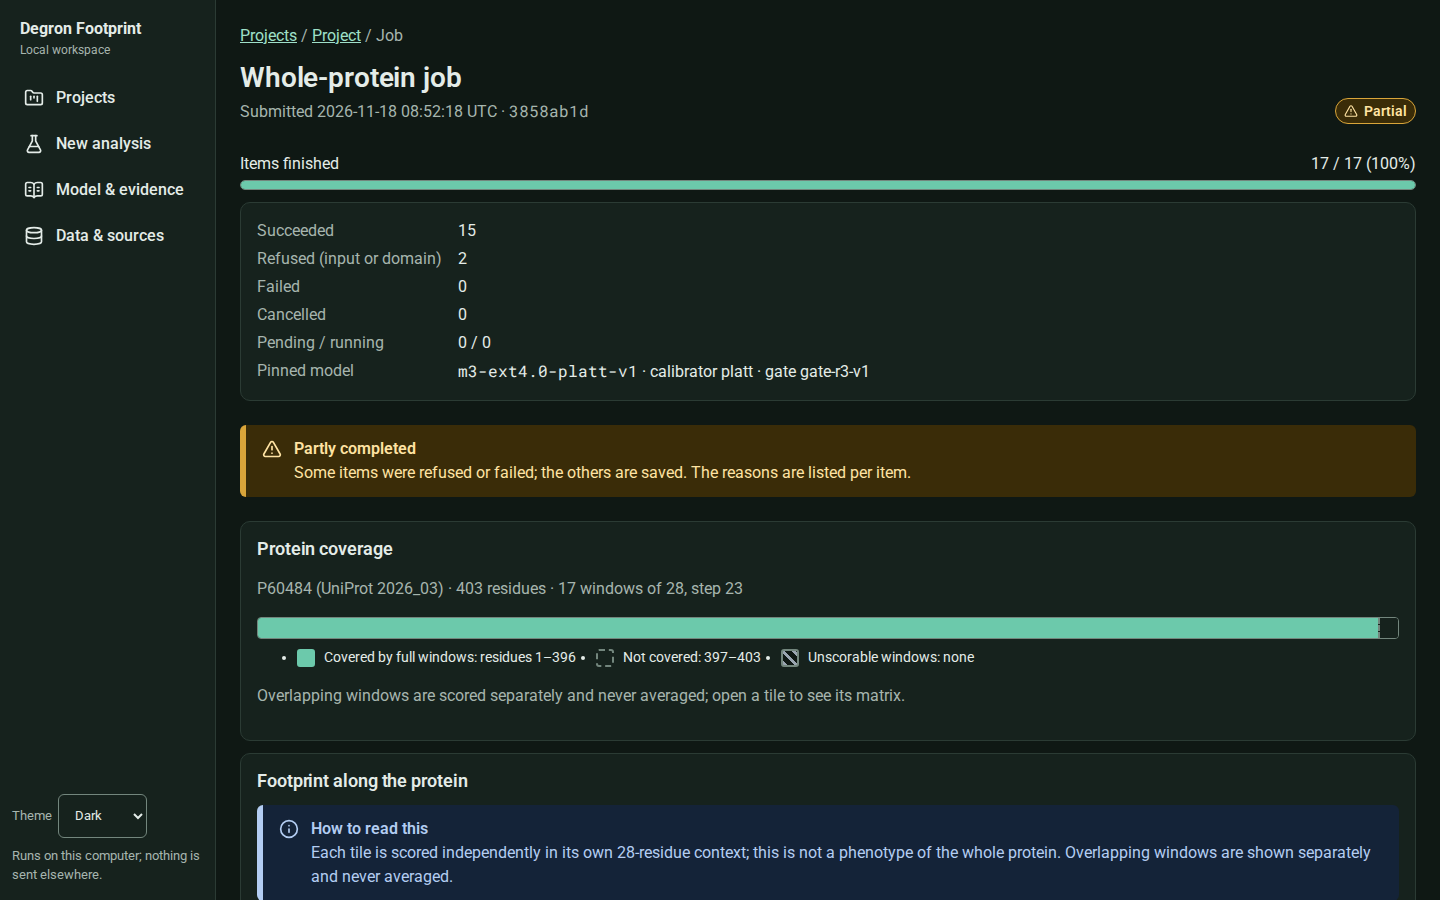 Degron Footprint
Local workspace
Projects
New analysis
Model & evidence
Data & sources
Theme Dark
Runs on this computer; nothing is
sent elsewhere.
Projects / Project / Job
Whole-protein job
Submitted 2026-11-18 08:52:18 UTC · 3858ab1d
Partial
Items finished 17 / 17 (100%)
Succeeded 15
Refused (input or domain) 2
Failed 0
Cancelled 0
Pending / running 0 / 0
Pinned model m3-ext4.0-platt-v1 · calibrator platt · gate gate-r3-v1
Partly completed
Some items were refused or failed; the others are saved. The reasons are listed per item.
Protein coverage
P60484 (UniProt 2026_03) · 403 residues · 17 windows of 28, step 23
• Covered by full windows: residues 1–396 • Not covered: 397–403 • Unscorable windows: none
Overlapping windows are scored separately and never averaged; open a tile to see its matrix.
Footprint along the protein
How to read this
Each tile is scored independently in its own 28-residue context; this is not a phenotype of the whole protein. Overlapping windows are shown separately
and never averaged.